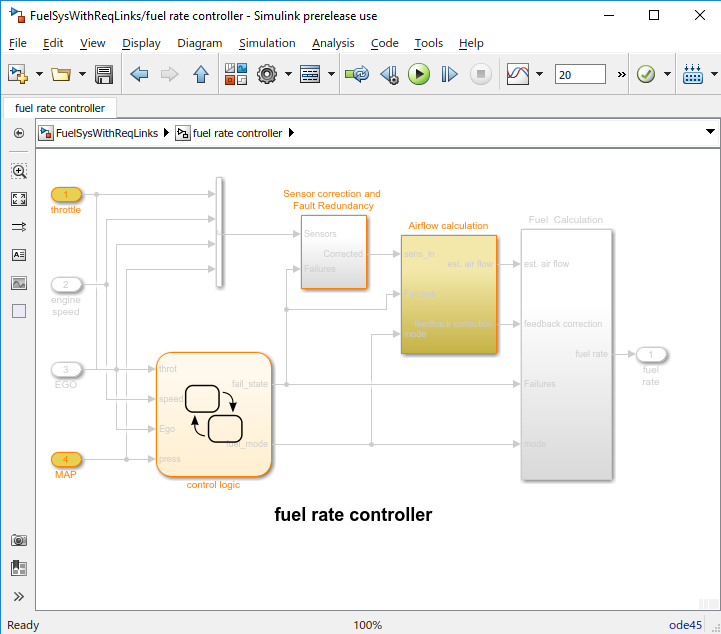 FuelSysWithReqLinks/fuel rate controller - Simulink prerelease use
File Edit View Display Diagram Simulation Analysis Code Tools Help
20 »
fuel rate controller
FuelSysWithReqLinks fuel rate controller
1
throttle
2
engine
speed
3
EGO
4
MAP
Sensor correction and
Fault Redundancy
Sensors
Corrected
Failures
Airflow calculation
sens_in
est. air flow
feedback correction
mode
Fuel Calculation
est. air flow
feedback correction
fuel rate
Failures
mode
1
fuel
rate
throt
fail_state
speed
Ego
fuel_mode
press
control logic
fuel rate controller
Ready 100% ode45